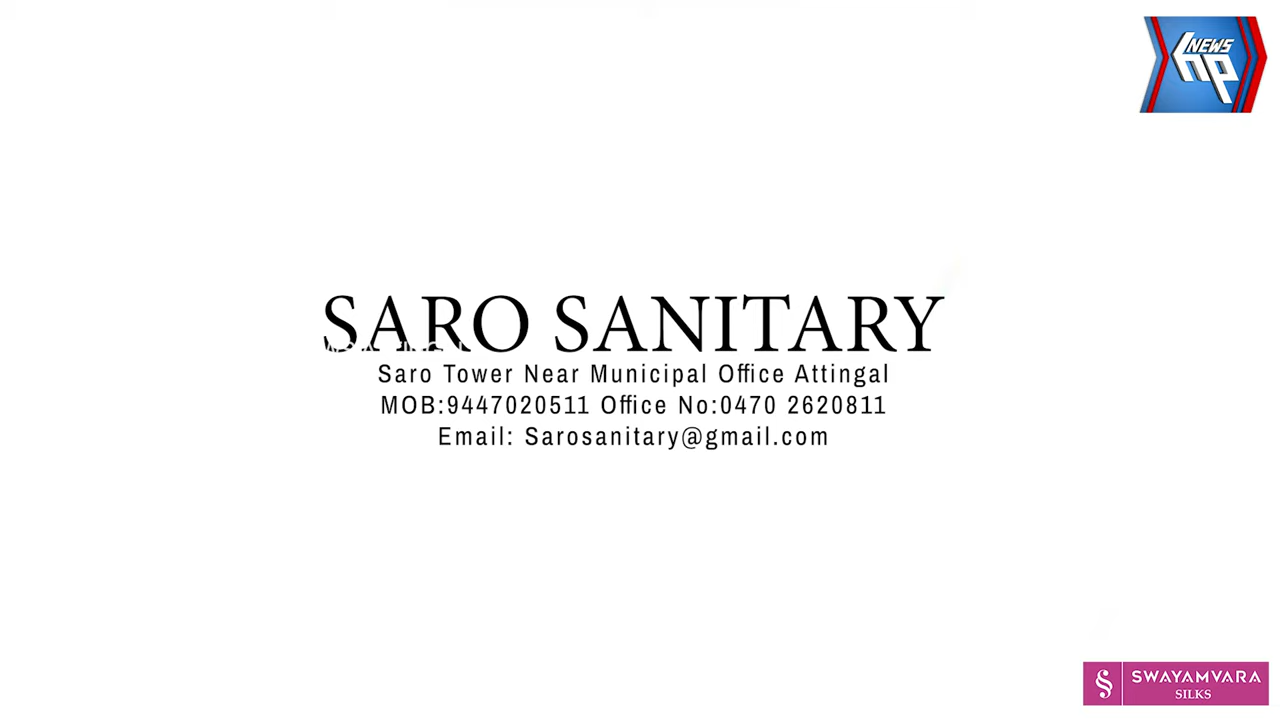 NEWS
hp
SARO SANITARY
Saro Tower Near Municipal Office Attingal
MOB:9447020511 Office No:0470 2620811
Email: Sarosanitary@gmail.com
SWAYAMVARA
SILKS